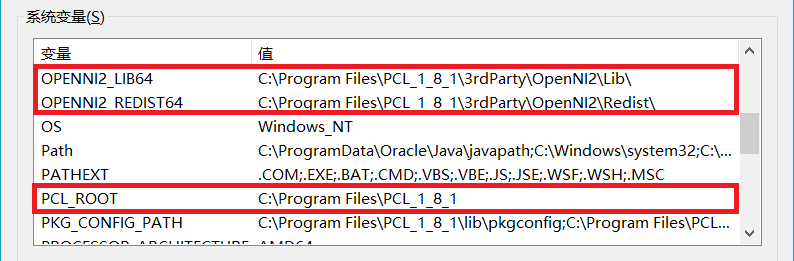 系统变量(S)
变量 值
OPENNI2_LIB64 C:\Program Files\PCL_1_8_1\3rdParty\OpenNI2\Lib\
OPENNI2_REDIST64 C:\Program Files\PCL_1_8_1\3rdParty\OpenNI2\Redist\
OS Windows_NT
Path C:\ProgramData\Oracle\Java\javapath;C:\Windows\system32;C:\...
PATHEXT .COM;.EXE;.BAT;.CMD;.VBS;.VBE;.JS;.JSE;.WSF;.WSH;.MSC
PCL_ROOT C:\Program Files\PCL_1_8_1
PKG_CONFIG_PATH C:\Program Files\PCL_1_8_1\lib\pkgconfig;C:\Program Files\PCL...
PROCESSOR_ARCHITECTURE AMD64